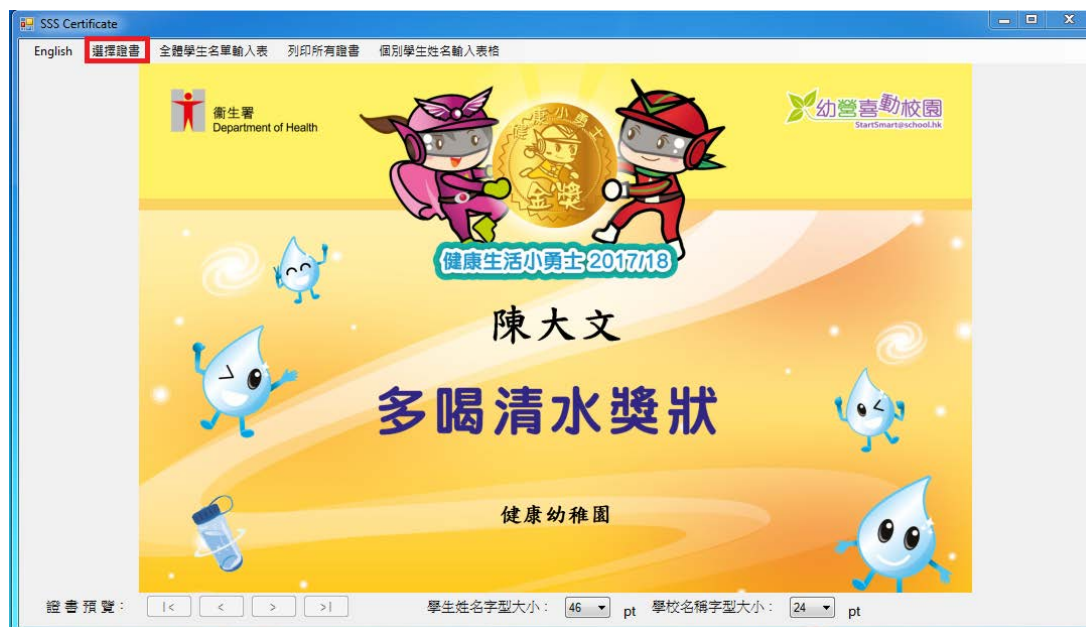 SSS Certificate
English 選擇證書 全體學生名單輸入表 列印所有證書 個別學生姓名輸入表格
衞生署
Department of Health
健康小勇士
金獎
幼營喜動校園
StartSmart@school.hk
健康生活小勇士 2017/18
陳大文
多喝清水獎狀
健康幼稚園
證書預覽： |< < > >| 學生姓名字型大小： 46 pt 學校名稱字型大小： 24 pt